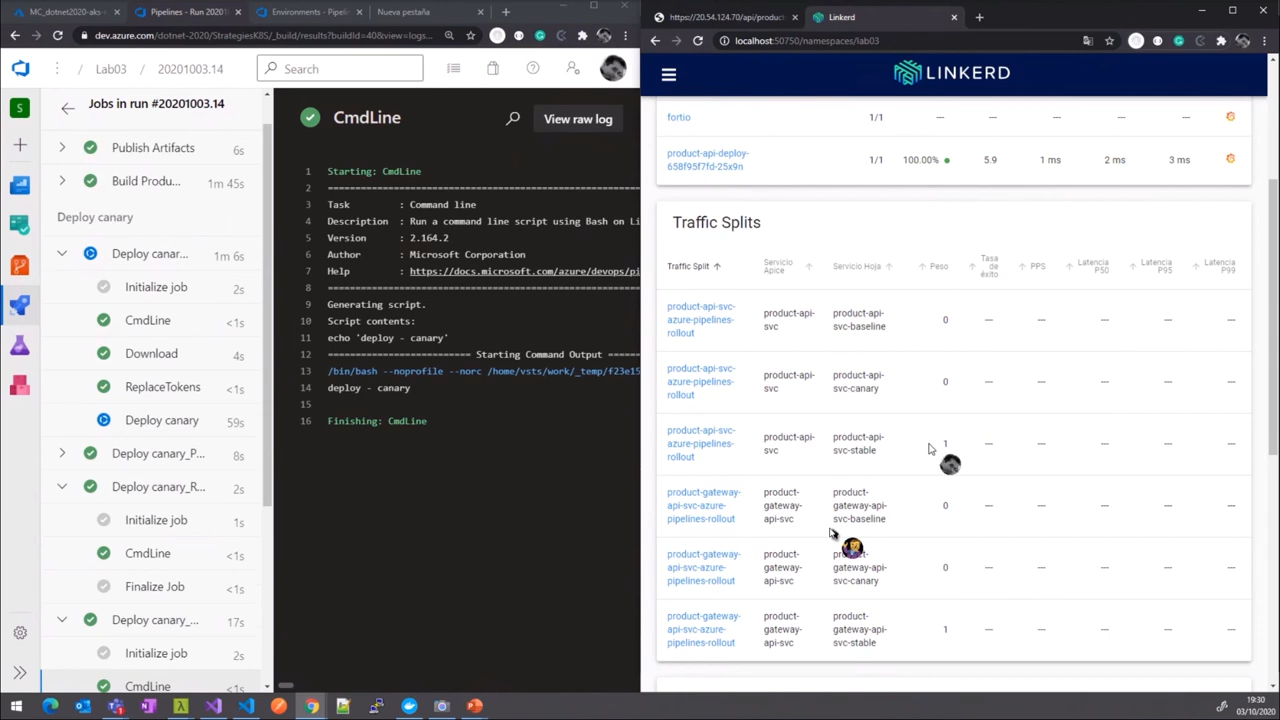 MC_dotnet2020-aks-
Pipelines - Run 2020
Environments - Pipelin
Nueva pestaña
dev.azure.com/dotnet-2020/StrategiesK8S/_build/results?buildId=40&view=logs...
Lab03
20201003.14
Search
Jobs in run #20201003.14
Publish Artifacts
6s
Build Produ...
1m 45s
Deploy canary
Deploy canar...
1m 6s
Initialize job
2s
CmdLine
<1s
Download
4s
ReplaceTokens
<1s
Deploy canary
59s
Deploy canary_P...
8s
Deploy canary_R...
2s
Initialize job
1s
CmdLine
<1s
Finalize Job
<1s
Deploy canary_...
17s
Initialize job
2s
CmdLine
<1s
CmdLine
View raw log
1 Starting: CmdLine
2 ==============================================================================
3 Task : Command line
4 Description : Run a command line script using Bash on Li
5 Version : 2.164.2
6 Author : Microsoft Corporation
7 Help : https://docs.microsoft.com/azure/devops/pi
8 ==============================================================================
9 Generating script.
10 Script contents:
11 echo 'deploy - canary'
12 ========================== Starting Command Output =======
13 /bin/bash --noprofile --norc /home/vsts/work/_temp/f23e15
14 deploy - canary
15
16 Finishing: CmdLine
https://20.54.124.70/api/product
Linkerd
localhost:50750/namespaces/lab03
LINKERD
fortio
1/1
---
---
---
---
---
product-api-deploy-
658f95f7fd-25x9n
1/1
100.00%
5.9
1 ms
2 ms
3 ms
Traffic Splits
Traffic Split
Servicio
Ápice
Servicio Hoja
Peso
Tasa
de
éxito
PPS
Latencia
P50
Latencia
P95
Latencia
P99
product-api-svc-
azure-pipelines-
rollout
product-api-
svc
product-api-
svc-baseline
0
---
---
---
---
---
product-api-svc-
azure-pipelines-
rollout
product-api-
svc
product-api-
svc-canary
0
---
---
---
---
---
product-api-svc-
azure-pipelines-
rollout
product-api-
svc
product-api-
svc-stable
1
---
---
---
---
---
product-gateway-
api-svc-azure-
pipelines-rollout
product-
gateway-
api-svc
product-
gateway-api-
svc-baseline
0
---
---
---
---
---
product-gateway-
api-svc-azure-
pipelines-rollout
product-
gateway-
api-svc
product-
gateway-api-
svc-canary
0
---
---
---
---
---
product-gateway-
api-svc-azure-
pipelines-rollout
product-
gateway-
api-svc
product-
gateway-api-
svc-stable
1
---
---
---
---
---
19:30
03/10/2020